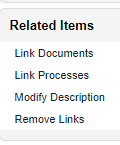 Related Items
Link Documents
Link Processes
Modify Description
Remove Links